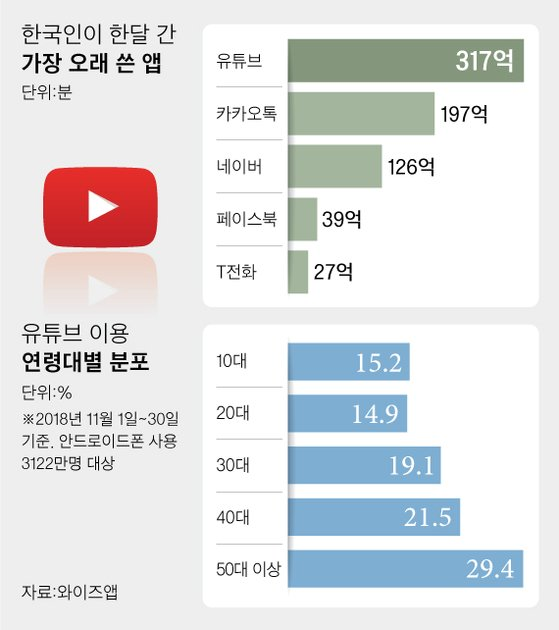 한국인이 한달 간
가장 오래 쓴 앱
단위:분
유튜브 317억
카카오톡 197억
네이버 126억
페이스북 39억
T전화 27억
유튜브 이용
연령대별 분포
단위:%
※2018년 11월 1일~30일
기준. 안드로이드폰 사용
3122만명 대상
10대 15.2
20대 14.9
30대 19.1
40대 21.5
50대 이상 29.4
자료:와이즈앱